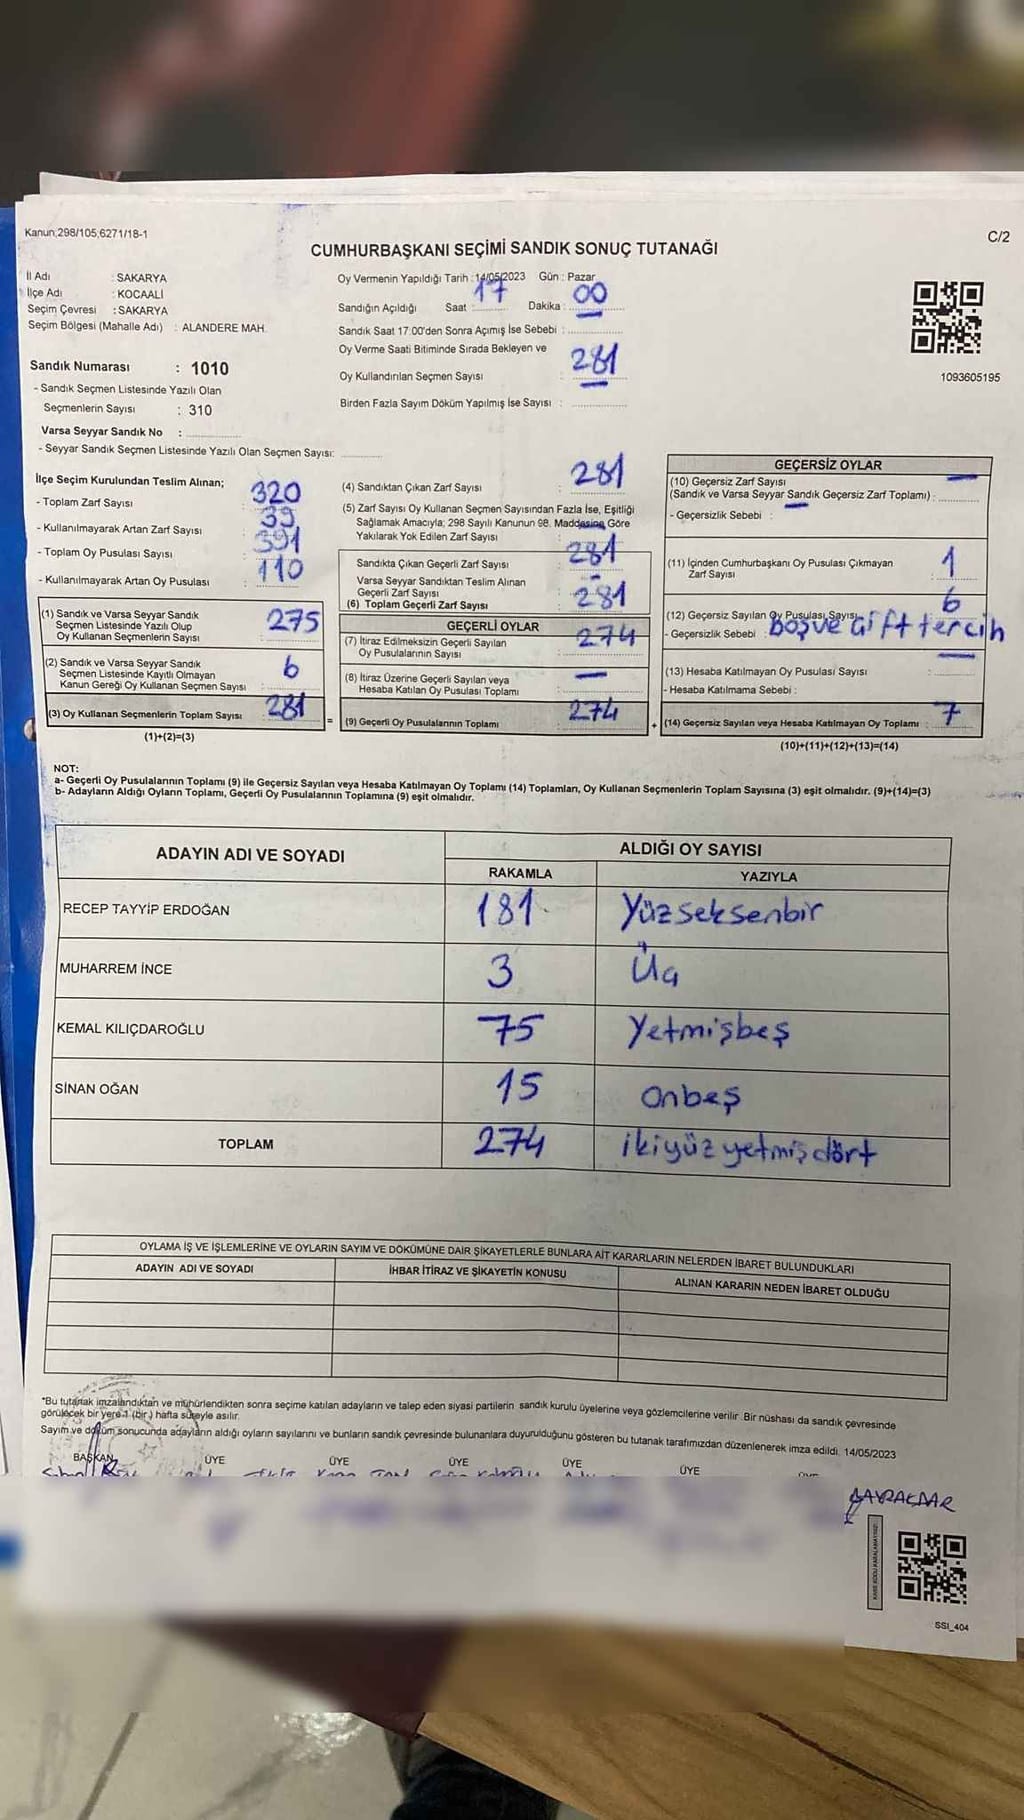 Kanun;298/105,6271/18-1
C/2
CUMHURBAŞKANI SEÇİMİ SANDIK SONUÇ TUTANAĞI
İl Adı : SAKARYA
İlçe Adı : KOCAALİ
Seçim Çevresi : SAKARYA
Seçim Bölgesi (Mahalle Adı) : ALANDERE MAH.
Oy Vermenin Yapıldığı Tarih : 14/05/2023 Gün : Pazar
Sandığın Açıldığı Saat 17 Dakika : 00
Sandık Saat 17:00'den Sonra Açımış İse Sebebi :
Oy Verme Saati Bitiminde Sırada Bekleyen ve
Oy Kullandırılan Seçmen Sayısı : 281
Birden Fazla Sayım Döküm Yapılmış İse Sayısı :
1093605195
Sandık Numarası : 1010
- Sandık Seçmen Listesinde Yazılı Olan
Seçmenlerin Sayısı : 310
Varsa Seyyar Sandık No :
- Seyyar Sandık Seçmen Listesinde Yazılı Olan Seçmen Sayısı:
İlçe Seçim Kurulundan Teslim Alınan;
- Toplam Zarf Sayısı : 320
- Kullanılmayarak Artan Zarf Sayısı : 39
- Toplam Oy Pusulası Sayısı : 391
- Kullanılmayarak Artan Oy Pusulası : 110
(1) Sandık ve Varsa Seyyar Sandık
Seçmen Listesinde Yazılı Olup
Oy Kullanan Seçmenlerin Sayısı : 275
(2) Sandık ve Varsa Seyyar Sandık
Seçmen Listesinde Kayıtlı Olmayan
Kanun Gereği Oy Kullanan Seçmen Sayısı : 6
(3) Oy Kullanan Seçmenlerin Toplam Sayısı : 281
(1)+(2)=(3)
(4) Sandıktan Çıkan Zarf Sayısı : 281
(5) Zarf Sayısı Oy Kullanan Seçmen Sayısından Fazla İse, Eşitliği
Sağlamak Amacıyla; 298 Sayılı Kanunun 98. Maddesine Göre
Yakılarak Yok Edilen Zarf Sayısı : -
Sandıkta Çıkan Geçerli Zarf Sayısı : 281
Varsa Seyyar Sandıktan Teslim Alınan
Geçerli Zarf Sayısı : -
(6) Toplam Geçerli Zarf Sayısı : 281
GEÇERLİ OYLAR
(7) İtiraz Edilmeksizin Geçerli Sayılan
Oy Pusulalarının Sayısı : 274
(8) İtiraz Üzerine Geçerli Sayılan veya
Hesaba Katılan Oy Pusulası Toplamı : -
= (9) Geçerli Oy Pusulalarının Toplamı : 274
GEÇERSİZ OYLAR
(10) Geçersiz Zarf Sayısı
(Sandık ve Varsa Seyyar Sandık Geçersiz Zarf Toplamı) : -
- Geçersizlik Sebebi : -
(11) İçinden Cumhurbaşkanı Oy Pusulası Çıkmayan
Zarf Sayısı : 1
(12) Geçersiz Sayılan Oy Pusulası Sayısı : 6
- Geçersizlik Sebebi : Boş ve Çift tercih
(13) Hesaba Katılmayan Oy Pusulası Sayısı : -
- Hesaba Katılmama Sebebi :
+ (14) Geçersiz Sayılan veya Hesaba Katılmayan Oy Toplamı : 7
(10)+(11)+(12)+(13)=(14)
NOT:
a- Geçerli Oy Pusulalarının Toplamı (9) ile Geçersiz Sayılan veya Hesaba Katılmayan Oy Toplamı (14) Toplamları, Oy Kullanan Seçmenlerin Toplam Sayısına (3) eşit olmalıdır. (9)+(14)=(3)
b- Adayların Aldığı Oyların Toplamı, Geçerli Oy Pusulalarının Toplamına (9) eşit olmalıdır.
ADAYIN ADI VE SOYADI ALDIĞI OY SAYISI
RAKAMLA YAZIYLA
RECEP TAYYİP ERDOĞAN 181 Yüzseksenbir
MUHARREM İNCE 3 Üç
KEMAL KILIÇDAROĞLU 75 Yetmişbeş
SİNAN OĞAN 15 Onbeş
TOPLAM 274 ikiyüzyetmişdört
OYLAMA İŞ VE İŞLEMLERİNE VE OYLARIN SAYIM VE DÖKÜMÜNE DAİR ŞİKAYETLERLE BUNLARA AİT KARARLARIN NELERDEN İBARET BULUNDUKLARI
ADAYIN ADI VE SOYADI İHBAR İTİRAZ VE ŞİKAYETİN KONUSU ALINAN KARARIN NEDEN İBARET OLDUĞU
*Bu tutanak imzalandıktan ve mühürlendikten sonra seçime katılan adayların ve talep eden siyasi partilerin sandık kurulu üyelerine veya gözlemcilerine verilir. Bir nüshası da sandık çevresinde
görülecek bir yere 1 (bir) hafta süreyle asılır.
Sayım ve döküm sonucunda adayların aldığı oyların sayılarını ve bunların sandık çevresinde bulunanlara duyurulduğunu gösteren bu tutanak tarafımızdan düzenlenerek imza edildi. 14/05/2023
BAŞKAN ÜYE ÜYE ÜYE ÜYE ÜYE
BAYRAKDAR
SSI_404